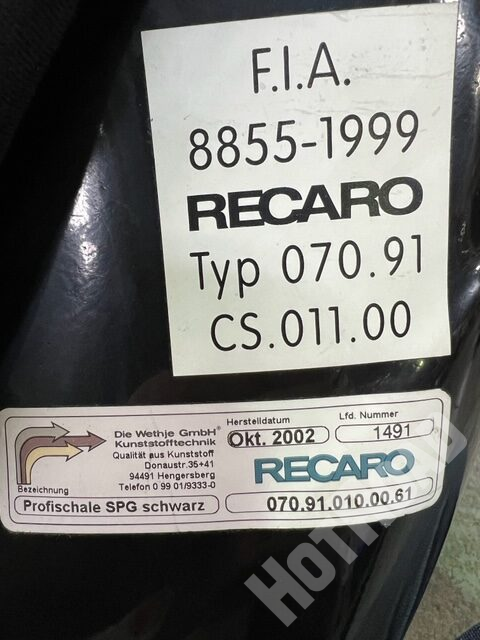 F.I.A.
8855-1999
RECARO
Typ 070.91
CS.011.00
Die Wethje GmbH
Kunststofftechnik
Qualität aus Kunststoff
Donaustr.35+41
94491 Hengersberg
Telefon 0 99 01/9333-0
Bezeichnung
Profischale SPG schwarz
Herstelldatum
Okt. 2002
Lfd. Nummer
1491
RECARO
070.91.010.00.61